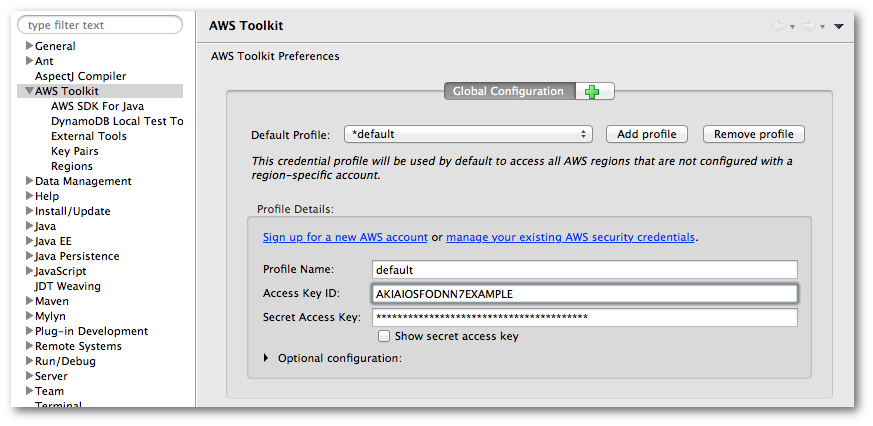 type filter text
General
Ant
AspectJ Compiler
AWS Toolkit
AWS SDK For Java
DynamoDB Local Test To
External Tools
Key Pairs
Regions
Data Management
Help
Install/Update
Java
Java EE
Java Persistence
JavaScript
JDT Weaving
Maven
Mylyn
Plug-in Development
Remote Systems
Run/Debug
Server
Team
Terminal
AWS Toolkit
AWS Toolkit Preferences
Global Configuration
Default Profile: *default Add profile Remove profile
This credential profile will be used by default to access all AWS regions that are not configured with a
region-specific account.
Profile Details:
Sign up for a new AWS account or manage your existing AWS security credentials.
Profile Name: default
Access Key ID: AKIAIOSFODNN7EXAMPLE
Secret Access Key: ****************************************
Show secret access key
Optional configuration: